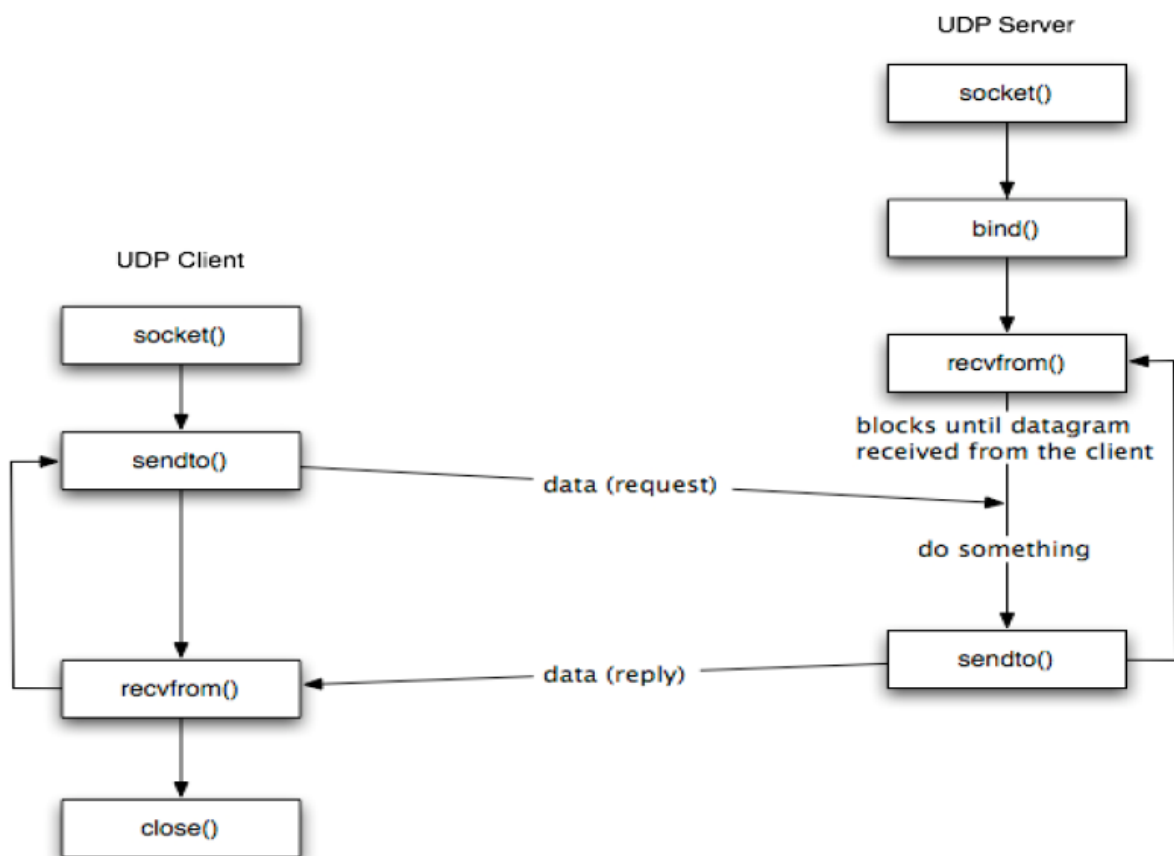 UDP Server
socket()
bind()
UDP Client
socket()
recvfrom()
blocks until datagram
received from the client
sendto()
data (request)
do something
sendto()
data (reply)
recvfrom()
close()